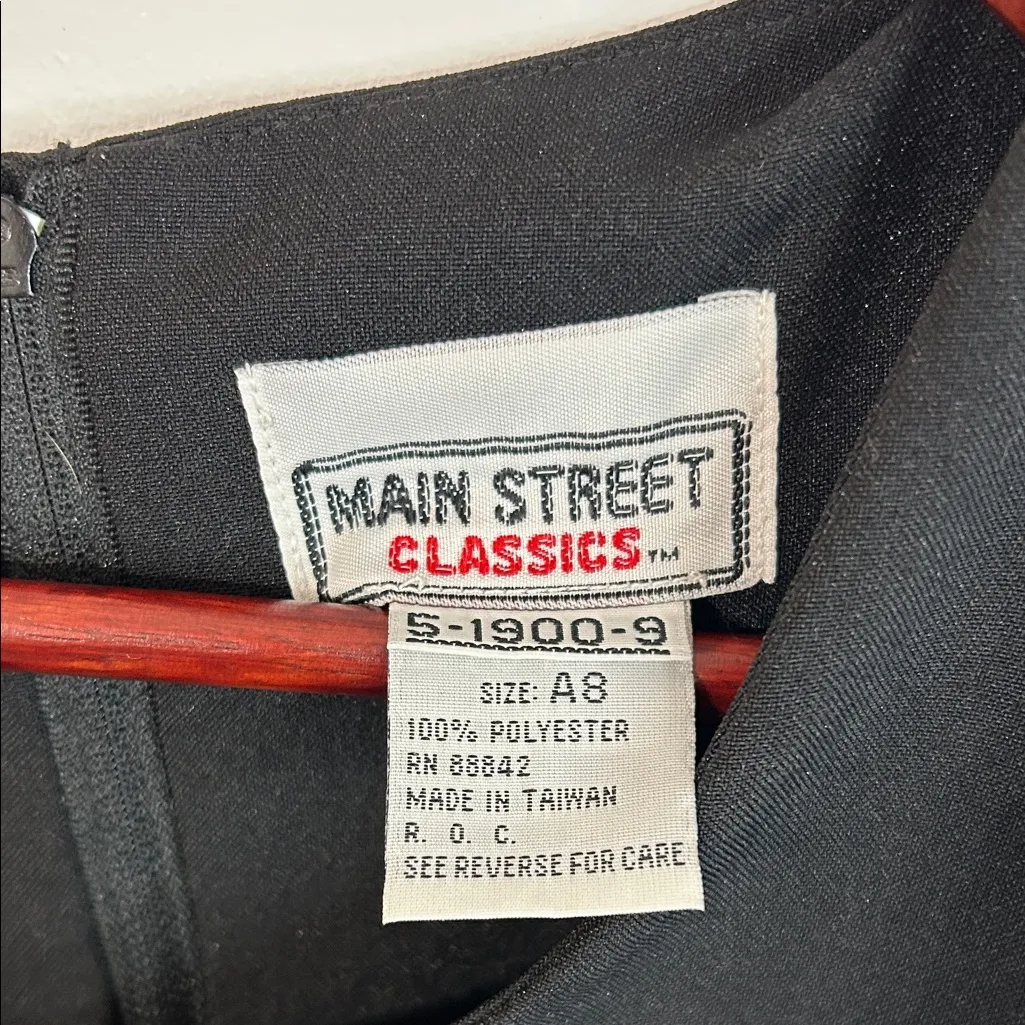 MAIN STREET
CLASSICS™
5-1900-9
SIZE: A8
100% POLYESTER
RN 88842
MADE IN TAIWAN
R. O. C.
SEE REVERSE FOR CARE